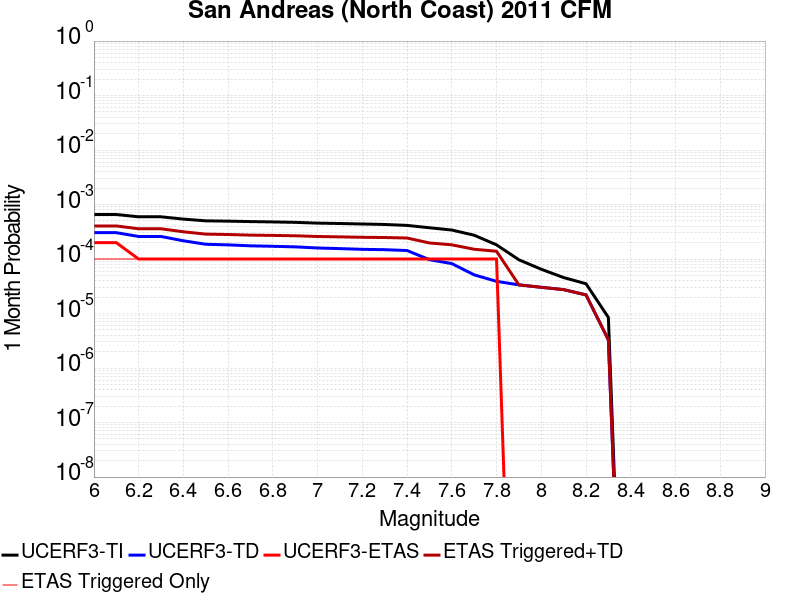 San Andreas (North Coast) 2011 CFM
10^0
10^-1
10^-2
10^-3
10^-4
10^-5
10^-6
10^-7
10^-8
1 Month Probability
6 6.2 6.4 6.6 6.8 7 7.2 7.4 7.6 7.8 8 8.2 8.4 8.6 8.8 9
Magnitude
UCERF3-TI UCERF3-TD UCERF3-ETAS ETAS Triggered+TD
ETAS Triggered Only